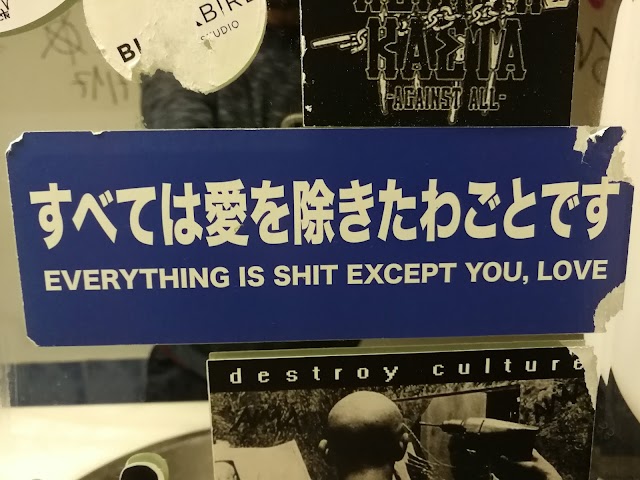 STUDIO
-AGAINST ALL-
すべては愛を除きたわごとです
EVERYTHING IS SHIT EXCEPT YOU, LOVE
destroy culture